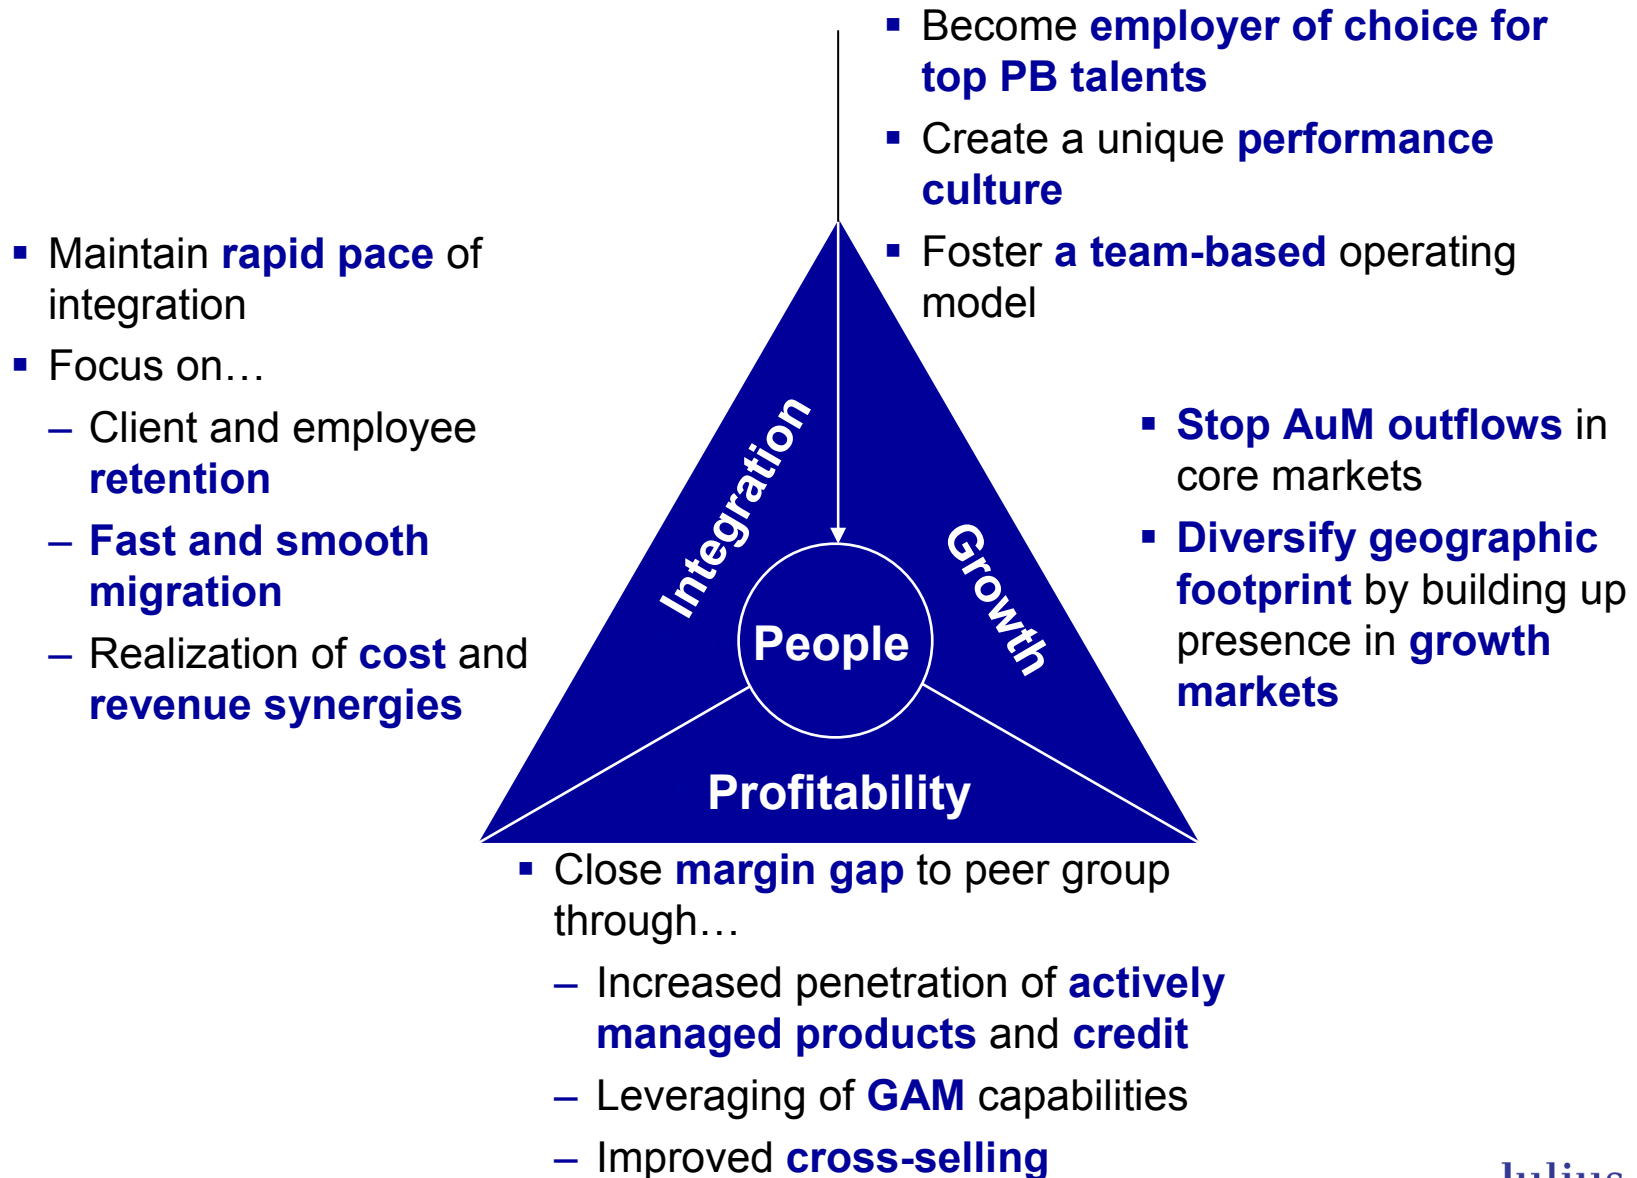 ▪ Become employer of choice for
top PB talents
▪ Create a unique performance
culture
▪ Foster a team-based operating
model
▪ Maintain rapid pace of
integration
▪ Focus on…
– Client and employee
retention
– Fast and smooth
migration
– Realization of cost and
revenue synergies
Integration
Growth
People
Profitability
▪ Stop AuM outflows in
core markets
▪ Diversify geographic
footprint by building up
presence in growth
markets
▪ Close margin gap to peer group
through…
– Increased penetration of actively
managed products and credit
– Leveraging of GAM capabilities
– Improved cross-selling